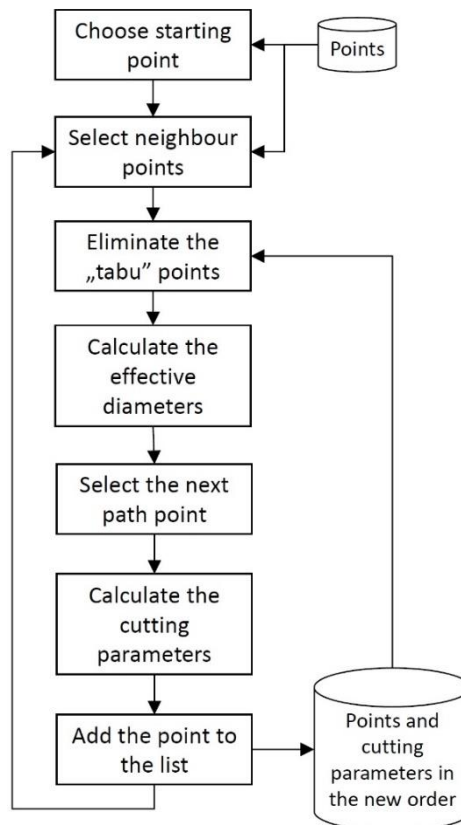 Choose starting
point
Points
Select neighbour
points
Eliminate the
„tabu” points
Calculate the
effective
diameters
Select the next
path point
Calculate the
cutting
parameters
Add the point to
the list
Points and
cutting
parameters in
the new order